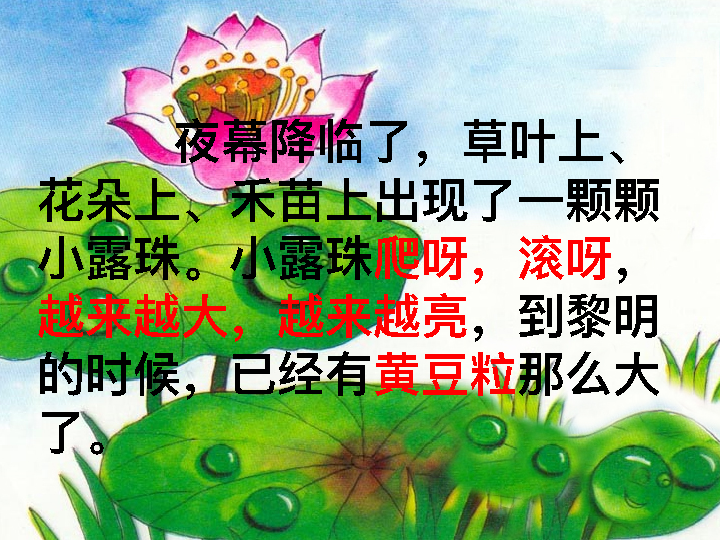 夜幕降临了，草叶上、
花朵上、禾苗上出现了一颗颗
小露珠。小露珠爬呀，滚呀，
越来越大，越来越亮，到黎明
的时候，已经有黄豆粒那么大
了。